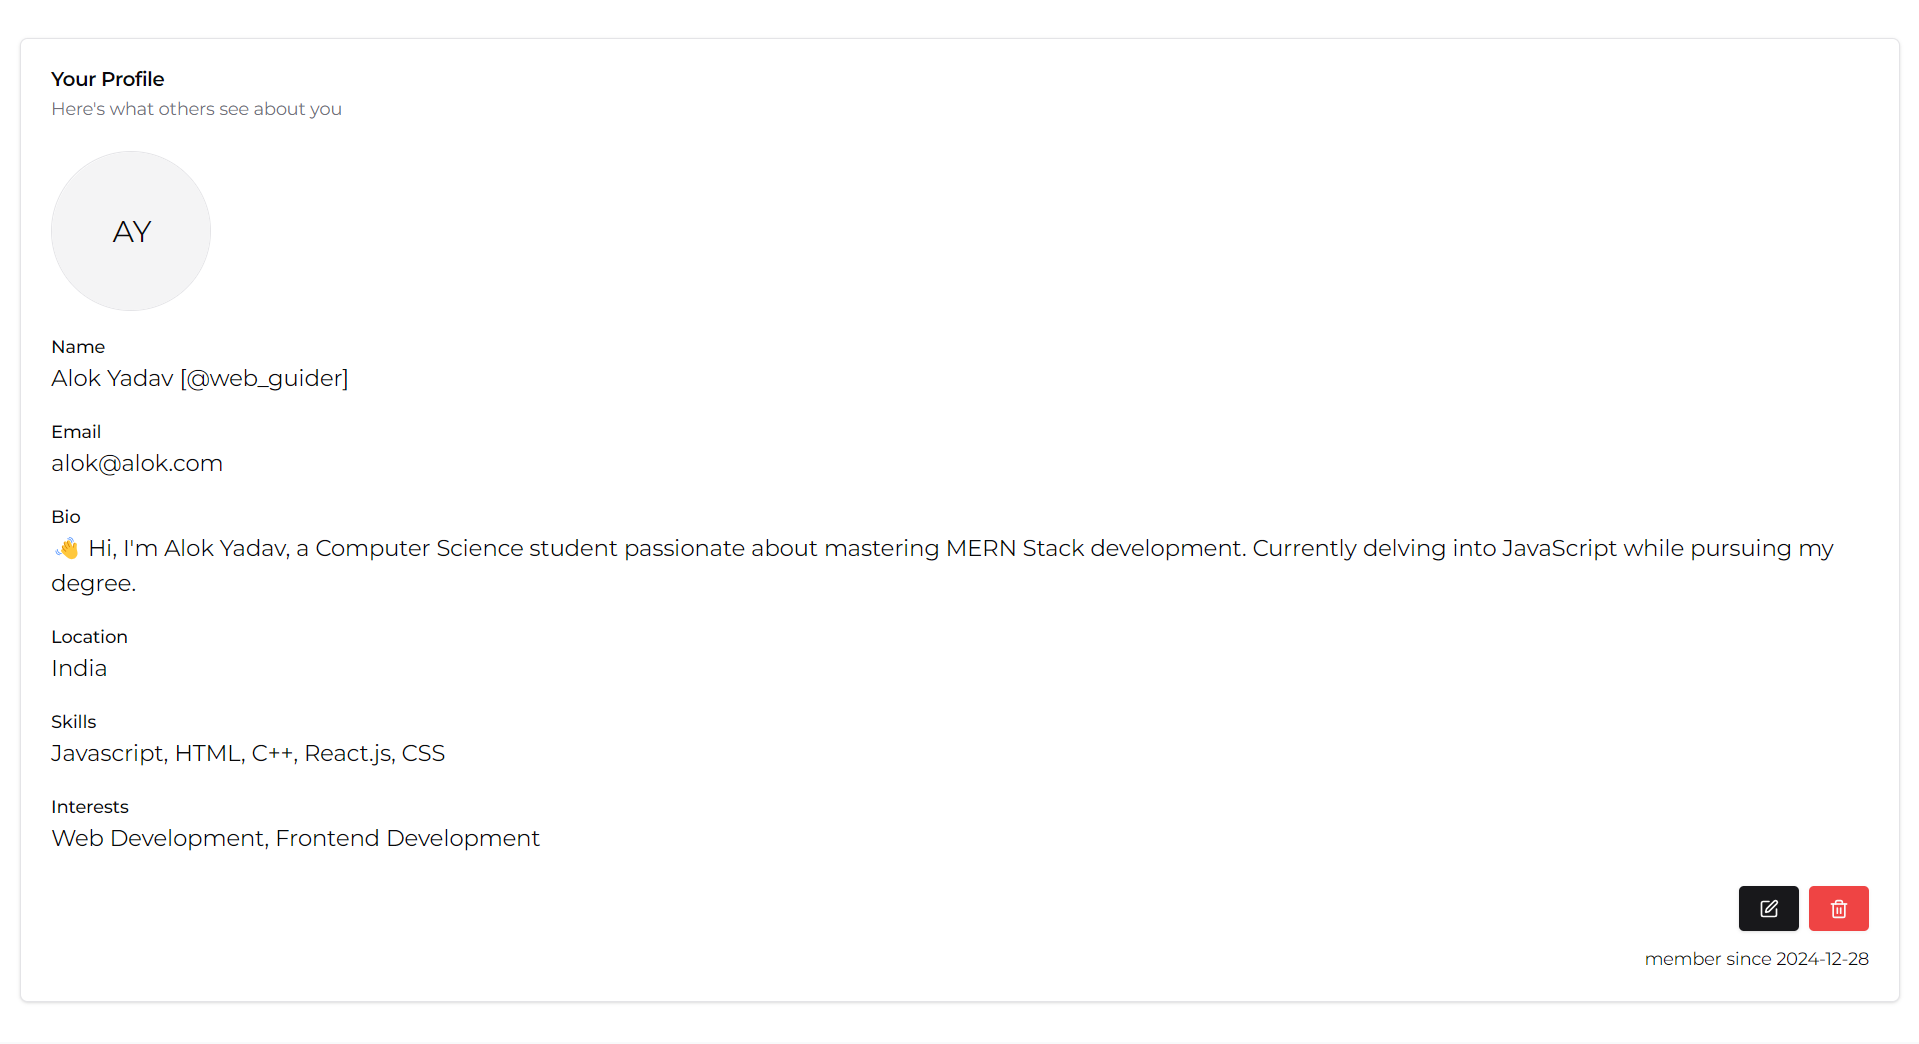 Your Profile
Here's what others see about you
AY
Name
Alok Yadav [@web_guider]
Email
alok@alok.com
Bio
👋 Hi, I'm Alok Yadav, a Computer Science student passionate about mastering MERN Stack development. Currently delving into JavaScript while pursuing my
degree.
Location
India
Skills
Javascript, HTML, C++, React.js, CSS
Interests
Web Development, Frontend Development
member since 2024-12-28